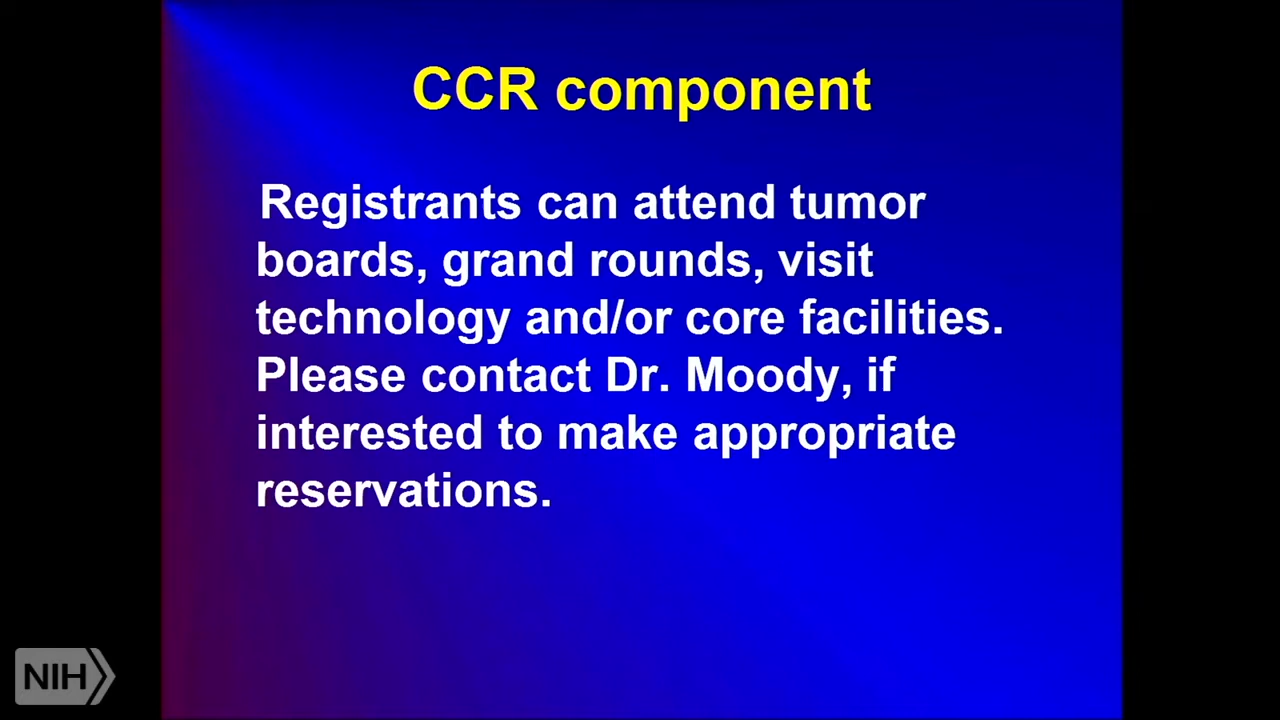 CCR component
Registrants can attend tumor
boards, grand rounds, visit
technology and/or core facilities.
Please contact Dr. Moody, if
interested to make appropriate
reservations.
NIH